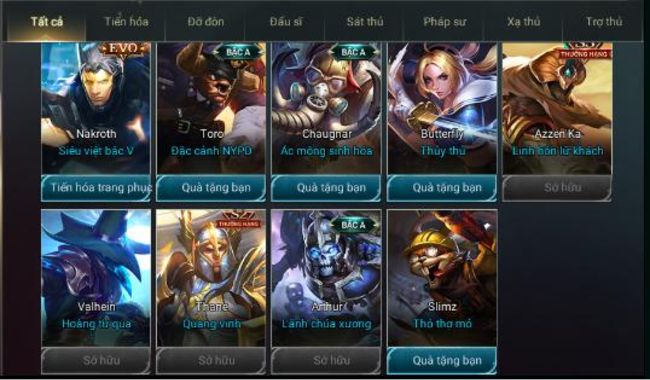 Tất cả Tiến hóa Đỡ đòn Đấu sĩ Sát thủ Pháp sư Xạ thủ Trợ thủ
EVO BẬC A BẬC A S3
THƯỜNG HẠNG
Nakroth Toro Chaugnar Butterfly Azzen Ka
Siêu việt bậc V Đặc cảnh NYPD Ác mộng sinh hóa Thủy thủ Linh hồn lữ khách
Tiến hóa trang phục Quà tặng bạn Quà tặng bạn Quà tặng bạn Sở hữu
S2 BẬC A
THƯỜNG HẠNG
Valhein Thane Arthur Slimz
Hoàng tử quạ Quang vinh Lãnh chúa xương Thỏ thợ mỏ
Sở hữu Sở hữu Sở hữu Quà tặng bạn